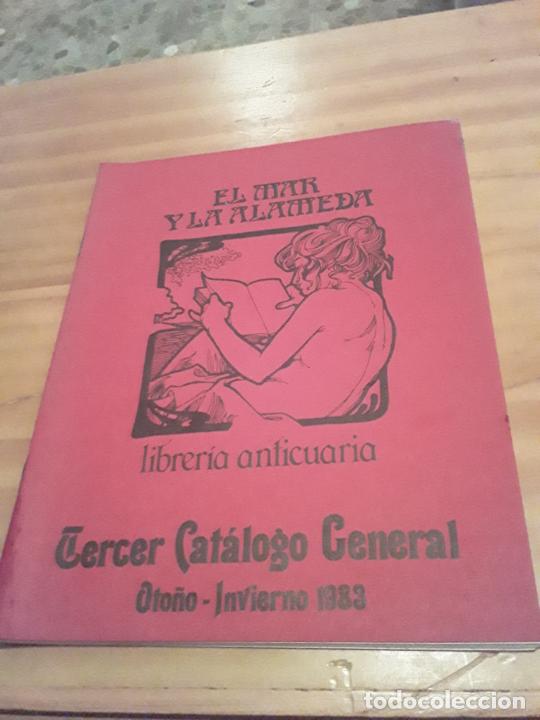 EL MAR
Y LA ALAMEDA
librería anticuaria
Tercer Catálogo General
Otoño - Invierno 1983
todocoleccion